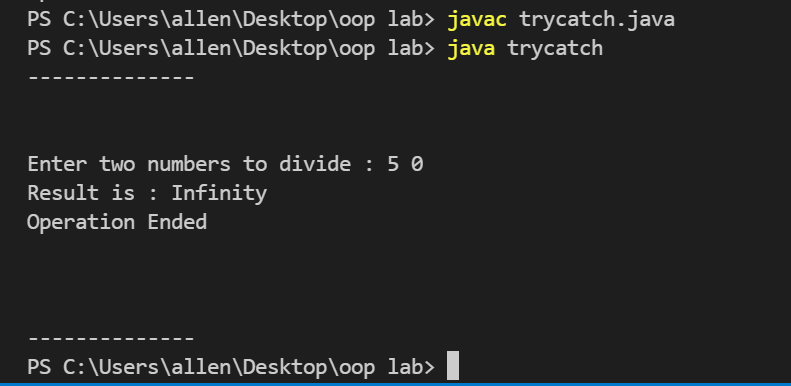 PS C:\Users\allen\Desktop\oop lab> javac trycatch.java
PS C:\Users\allen\Desktop\oop lab> java trycatch
--------------
Enter two numbers to divide : 5 0
Result is : Infinity
Operation Ended
--------------
PS C:\Users\allen\Desktop\oop lab>